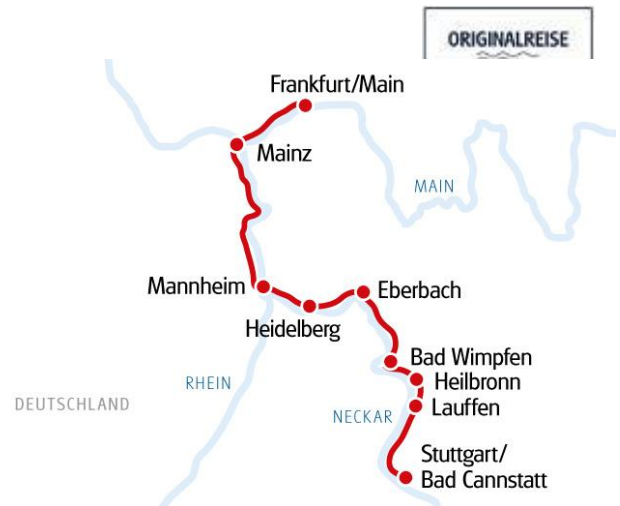 ORIGINALREISE
Frankfurt/Main
Mainz
MAIN
Mannheim
Eberbach
Heidelberg
Bad Wimpfen
RHEIN
Heilbronn
DEUTSCHLAND
NECKAR
Lauffen
Stuttgart/
Bad Cannstatt